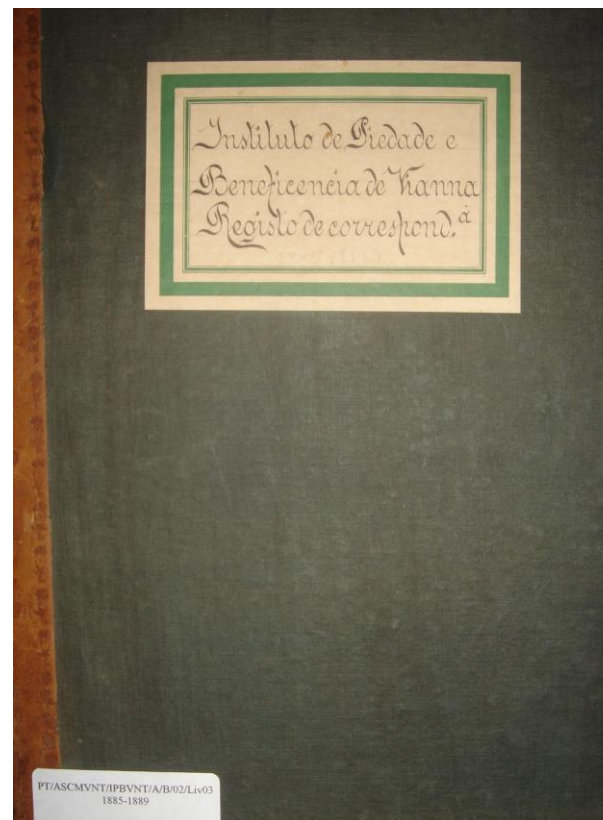 Instituto de Piedade e
Beneficencia de Vianna
Registo de correspond.ª
PT/ASCMVNT/IPBVNT/A/B/02/Liv03
1885-1889